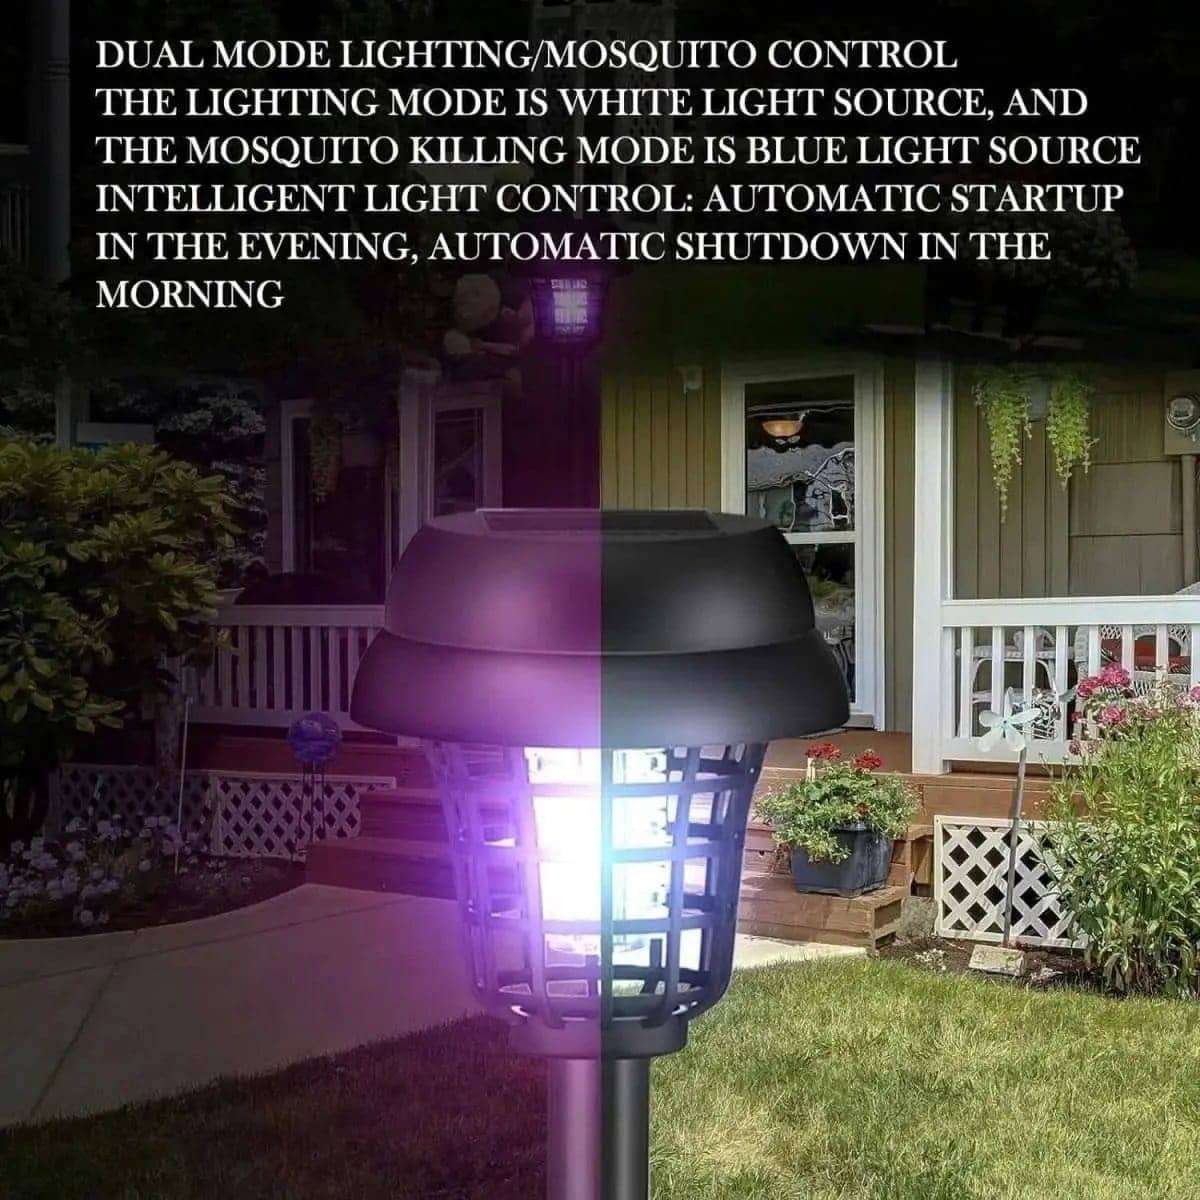 DUAL MODE LIGHTING/MOSQUITO CONTROL
THE LIGHTING MODE IS WHITE LIGHT SOURCE, AND
THE MOSQUITO KILLING MODE IS BLUE LIGHT SOURCE
INTELLIGENT LIGHT CONTROL: AUTOMATIC STARTUP
IN THE EVENING, AUTOMATIC SHUTDOWN IN THE
MORNING